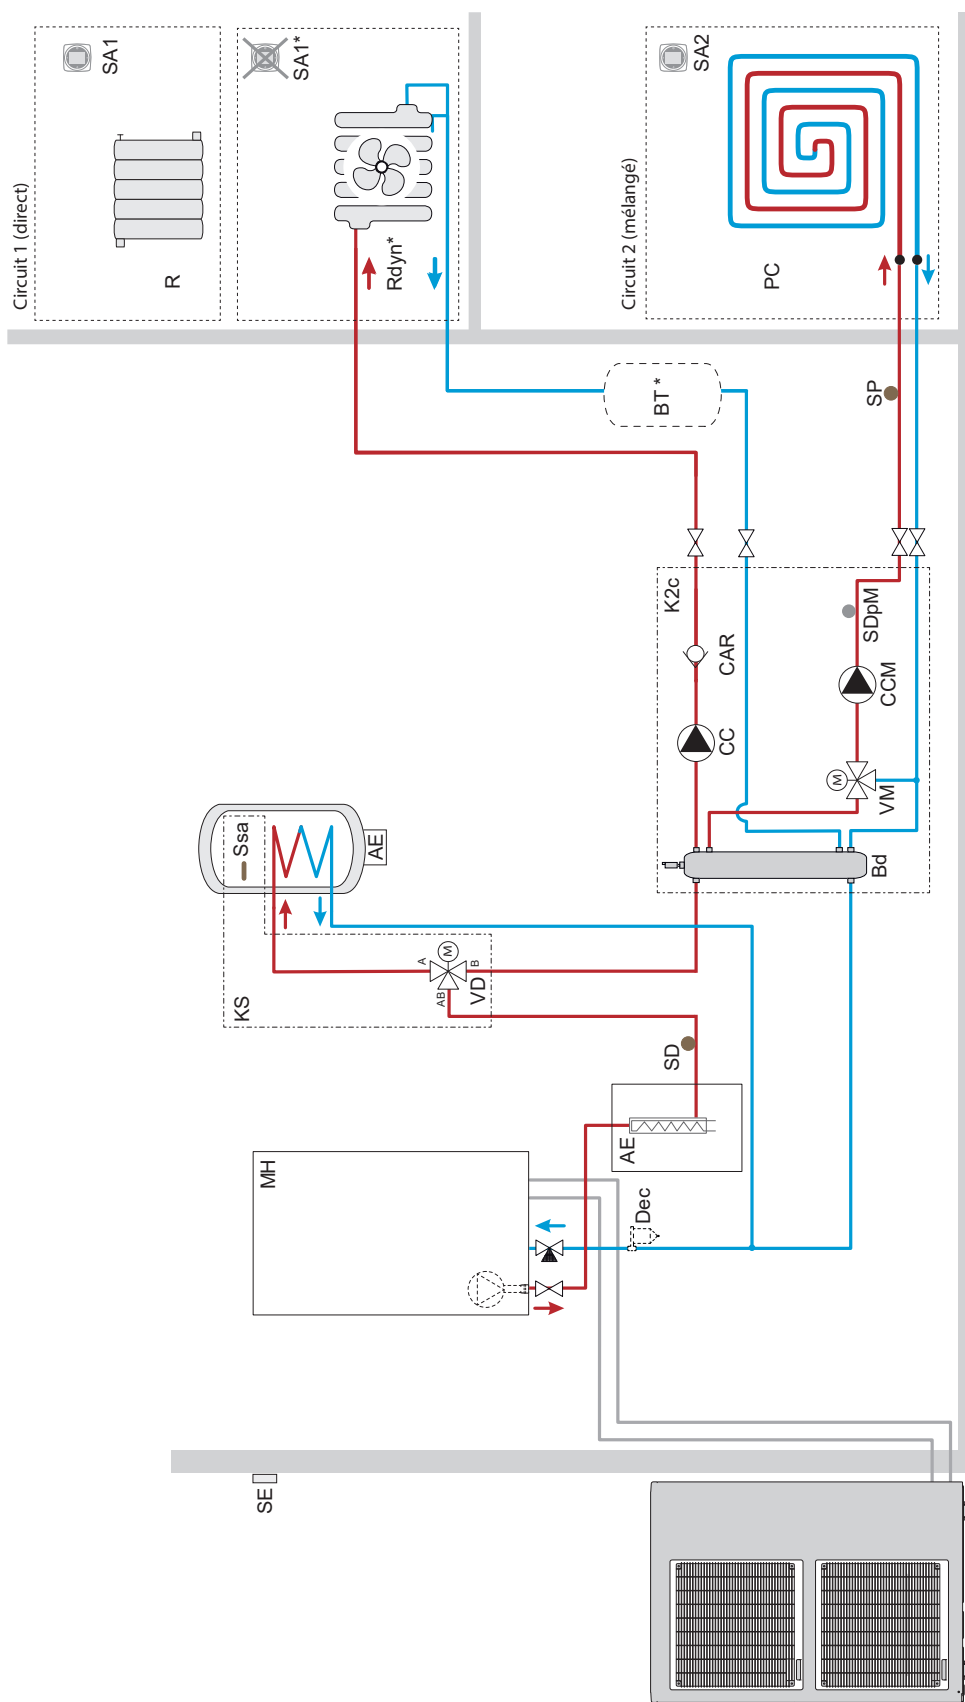 Circuit 1 (direct)
SA1
R
SA1*
Rdyn*
Circuit 2 (mélangé)
SA2
PC
BT *
SP
K2c
CAR
CC
SDpM
CCM
M
VM
Bd
Ssa
AE
KS
A
M
AB
B
VD
SD
AE
MH
Dec
SE